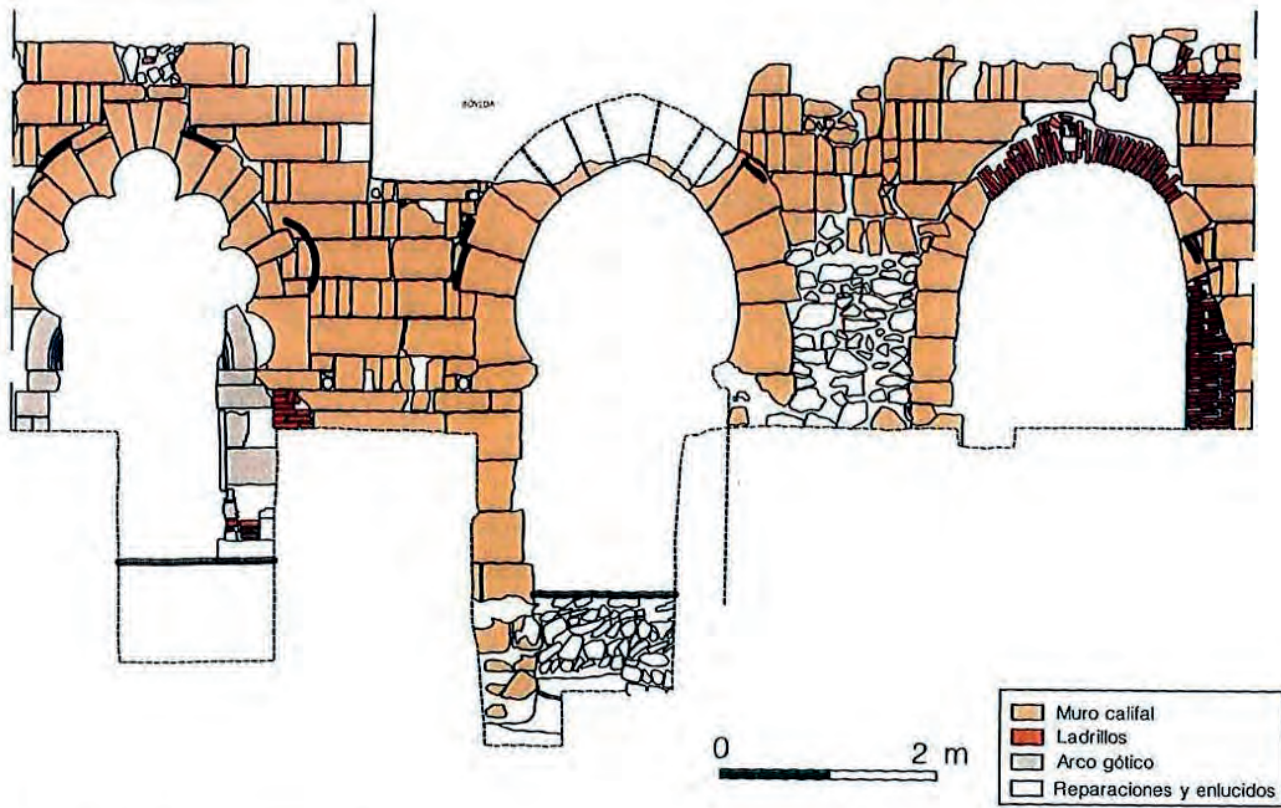 BÓVEDA
0 2 m
Muro califal
Ladrillos
Arco gótico
Reparaciones y enlucidos